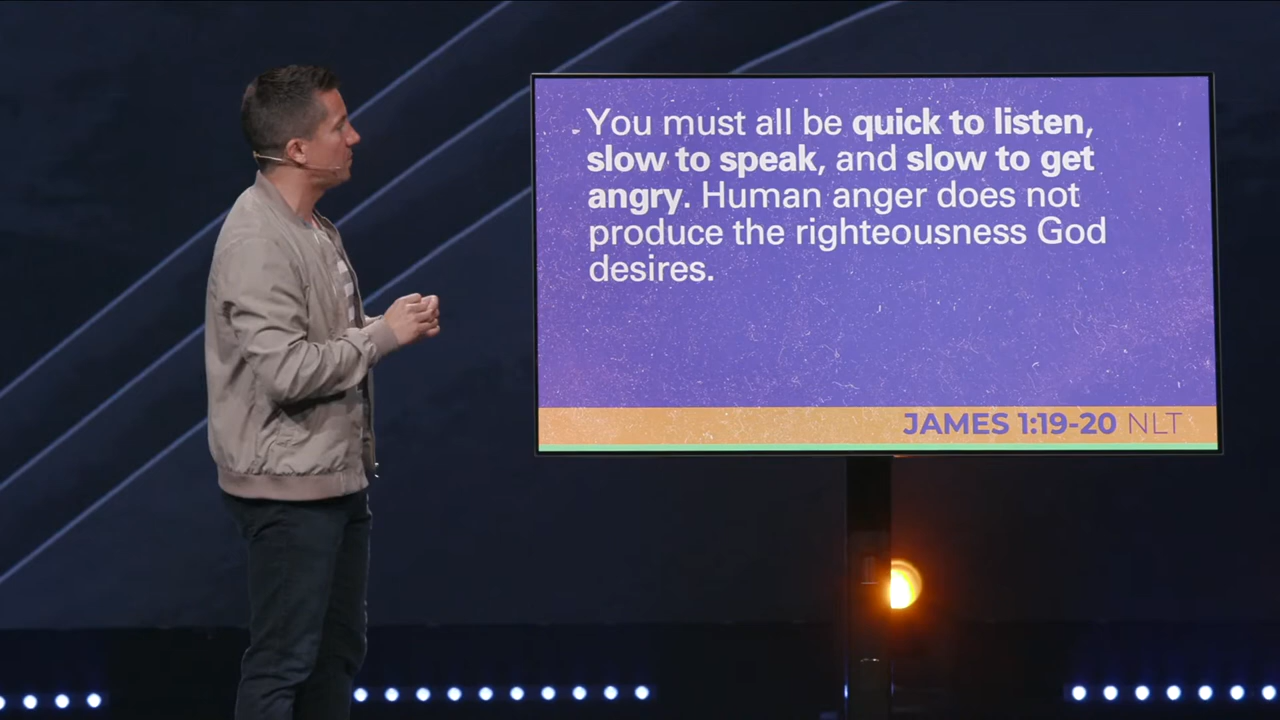 You must all be quick to listen,
slow to speak, and slow to get
angry. Human anger does not
produce the righteousness God
desires.
JAMES 1:19-20 NLT